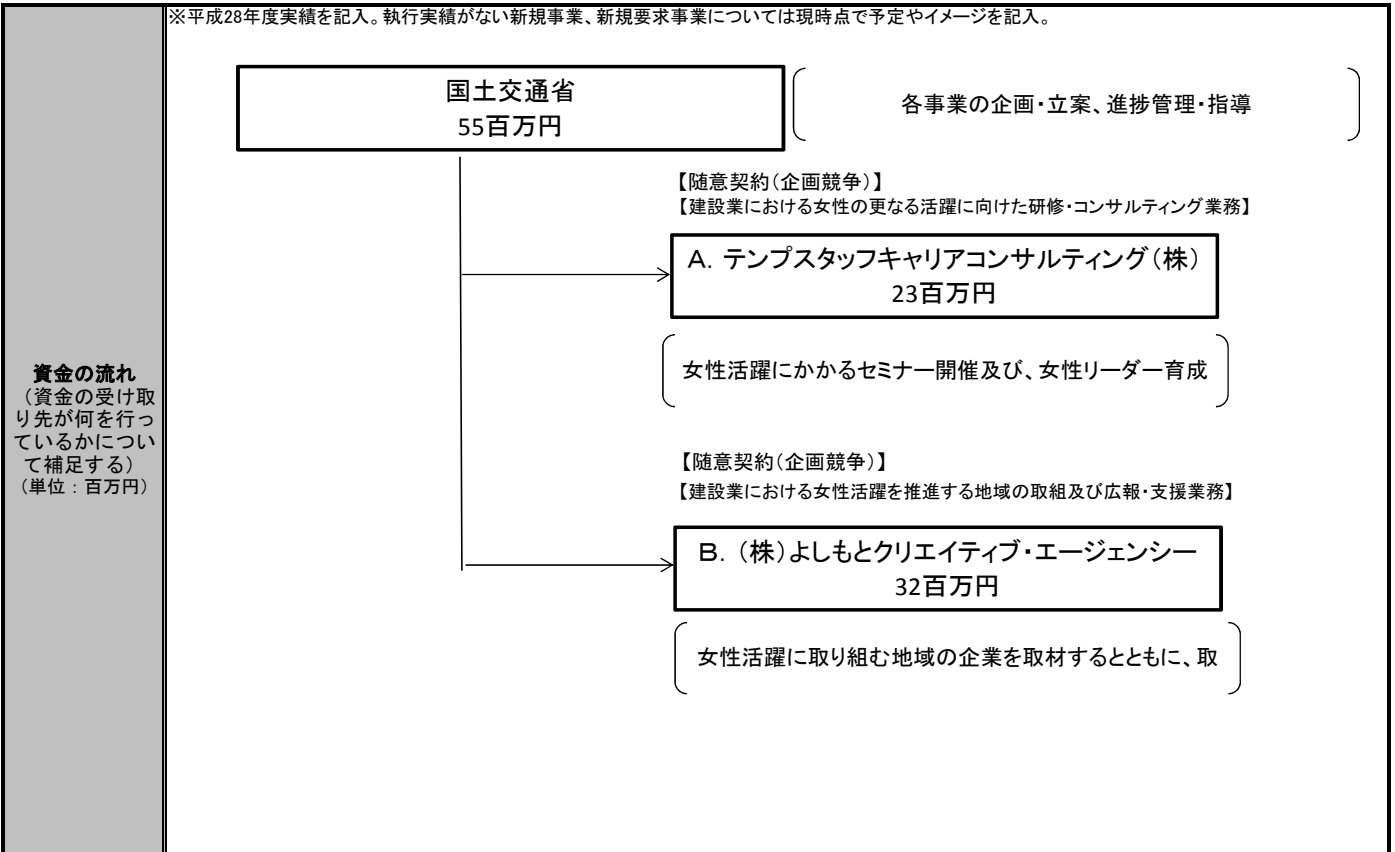 ※平成28年度実績を記入。執行実績がない新規事業、新規要求事業については現時点で予定やイメージを記入。
国土交通省
55百万円
各事業の企画・立案、進捗管理・指導
【随意契約(企画競争)】
【建設業における女性の更なる活躍に向けた研修・コンサルティング業務】
A. テンプスタッフキャリアコンサルティング(株)
23百万円
女性活躍にかかるセミナー開催及び、女性リーダー育成
資金の流れ
(資金の受け取
り先が何を行っ
ているかについ
て補足する)
(単位:百万円)
【随意契約(企画競争)】
【建設業における女性活躍を推進する地域の取組及び広報・支援業務】
B. (株)よしもとクリエイティブ・エージェンシー
32百万円
女性活躍に取り組む地域の企業を取材するとともに、取